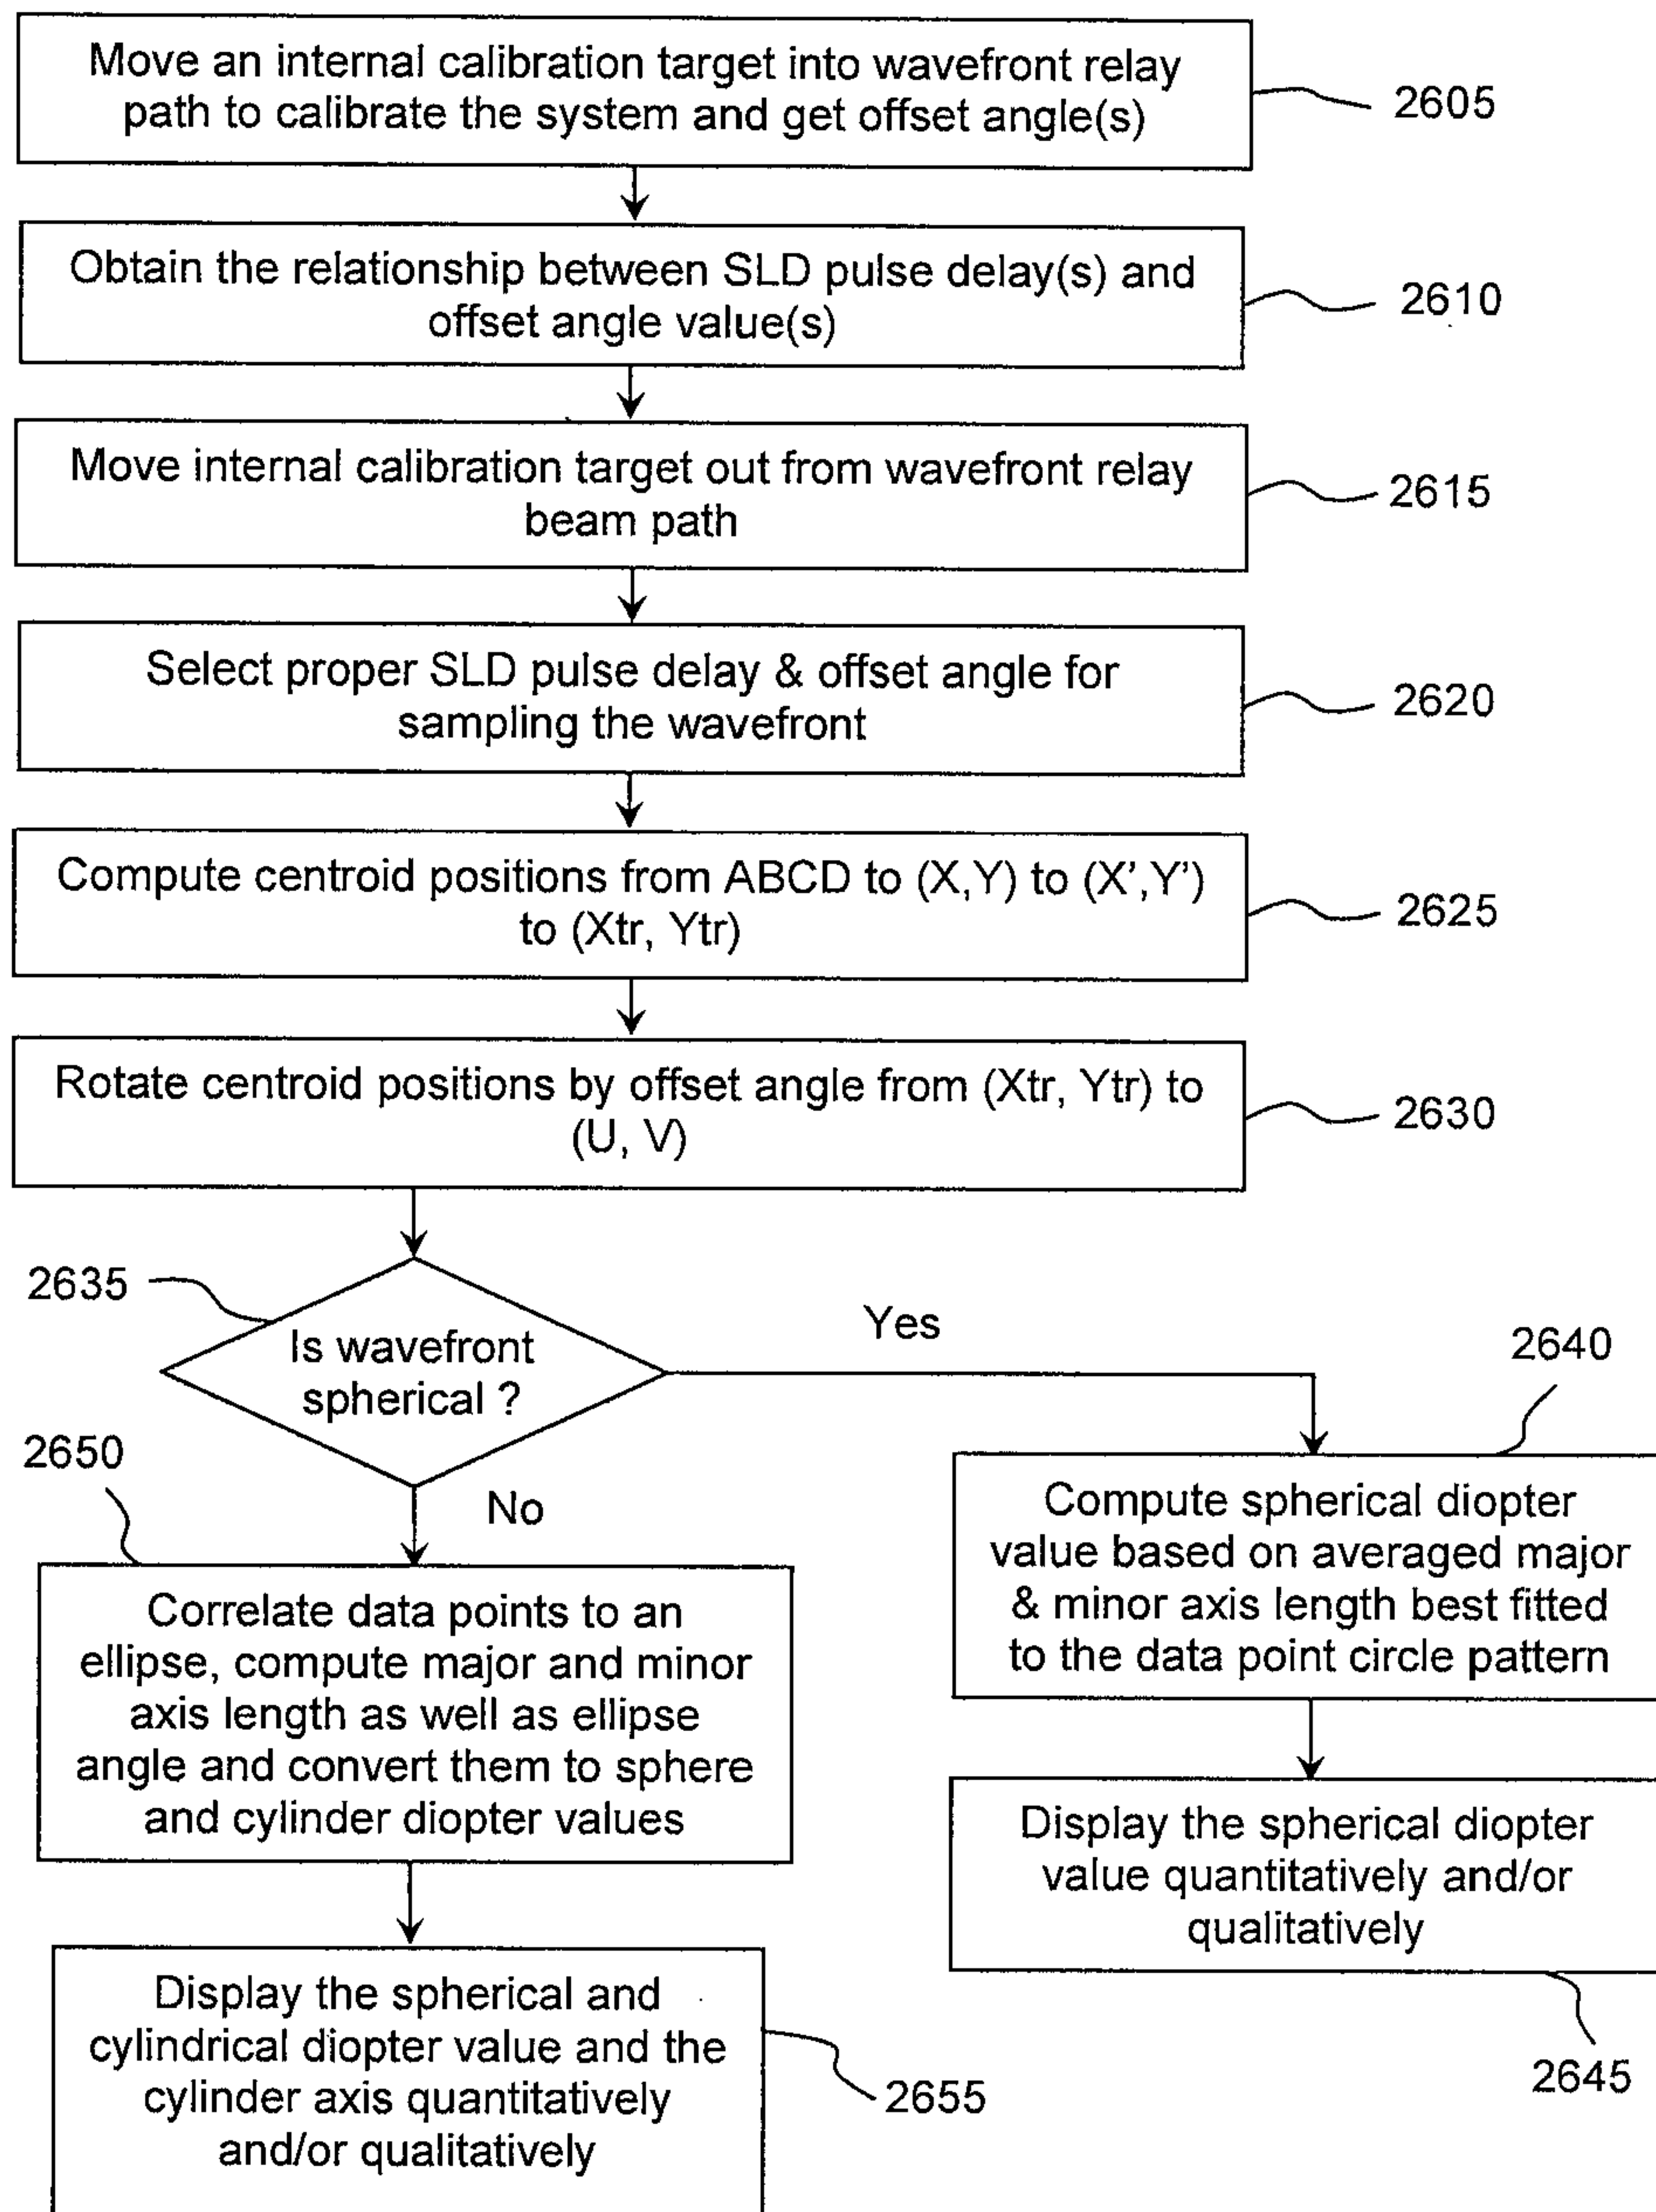 Move an internal calibration target into wavefront relay
path to calibrate the system and get offset angle(s)
2605
Obtain the relationship between SLD pulse delay(s) and
offset angle value(s)
2610
Move internal calibration target out from wavefront relay
beam path
2615
Select proper SLD pulse delay & offset angle for
sampling the wavefront
2620
Compute centroid positions from ABCD to (X,Y) to (X',Y')
to (Xtr, Ytr)
2625
Rotate centroid positions by offset angle from (Xtr, Ytr) to
(U, V)
2630
2635
Is wavefront
spherical ?
Yes
No
2640
Compute spherical diopter
value based on averaged major
& minor axis length best fitted
to the data point circle pattern
2650
Correlate data points to an
ellipse, compute major and minor
axis length as well as ellipse
angle and convert them to sphere
and cylinder diopter values
Display the spherical diopter
value quantitatively and/or
qualitatively
2645
Display the spherical and
cylindrical diopter value and the
cylinder axis quantitatively
and/or qualitatively
2655